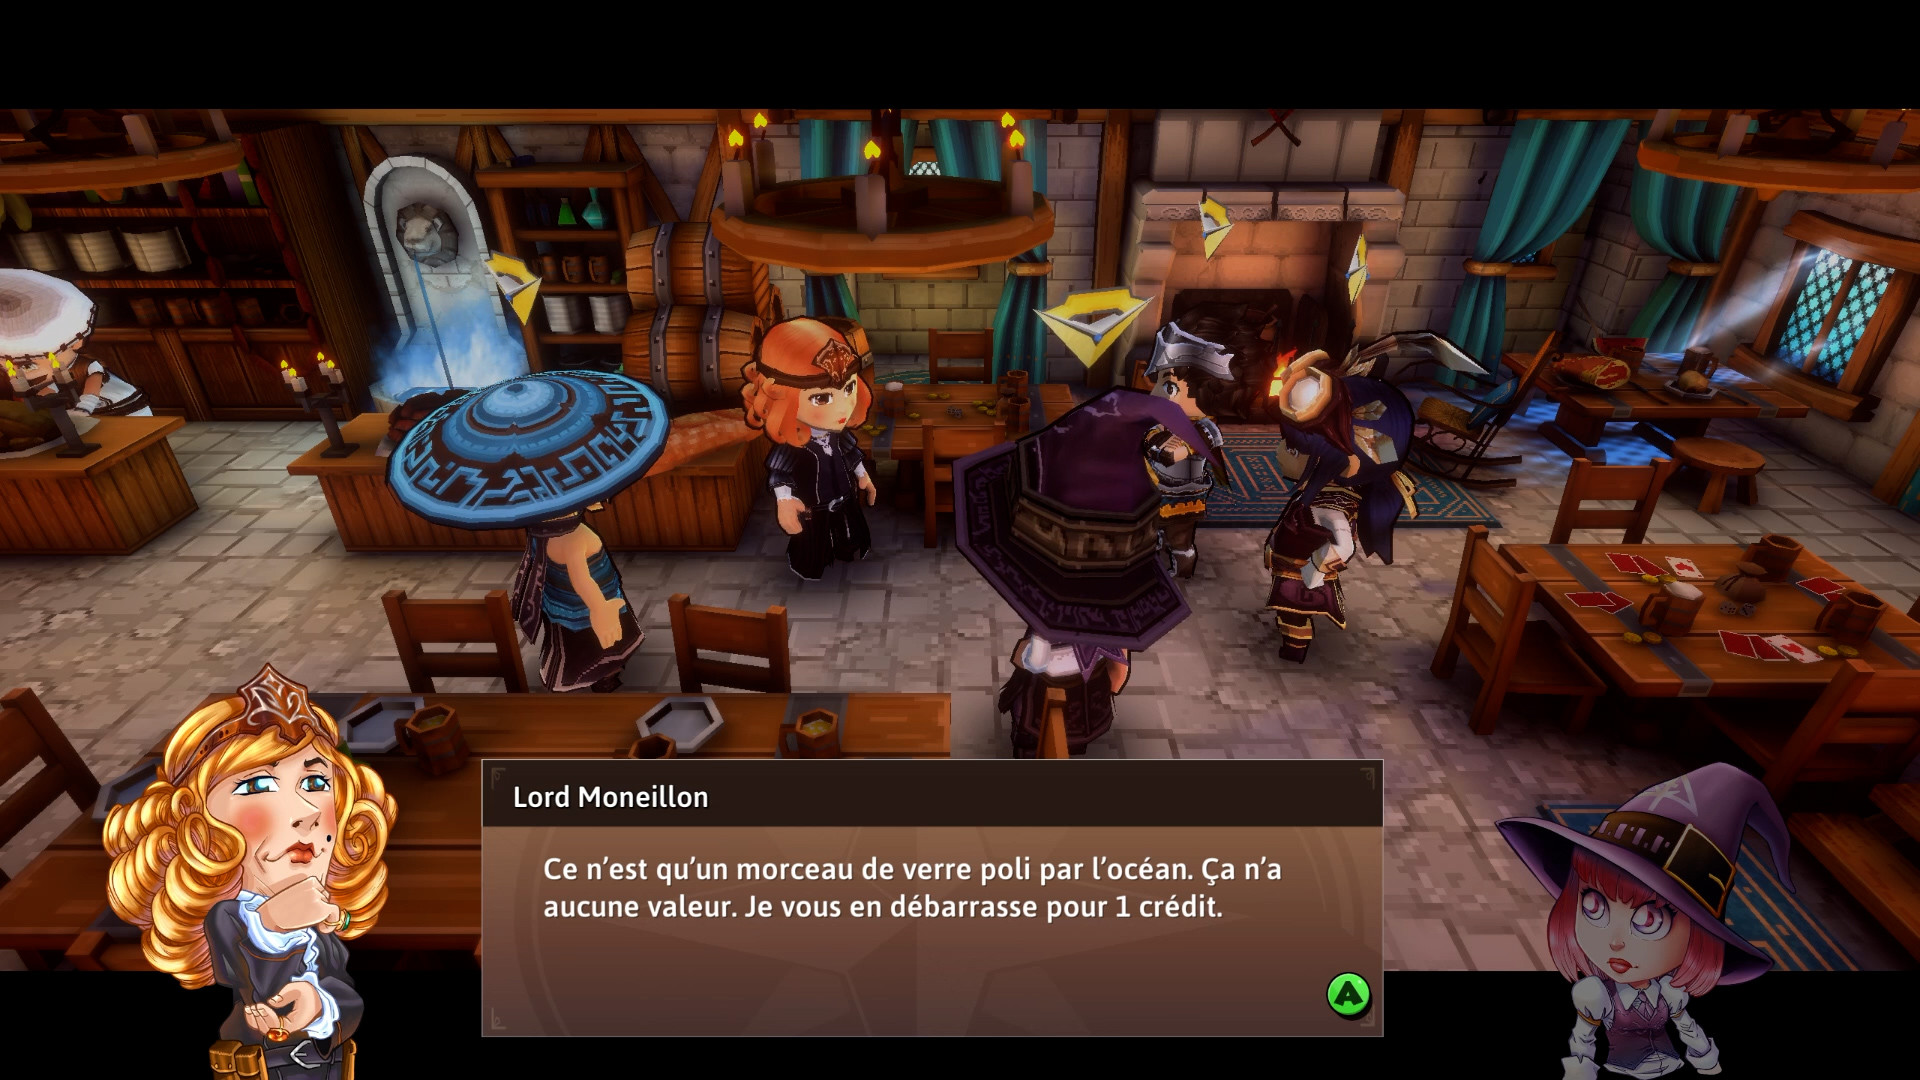 Lord Moneillon
Ce n’est qu’un morceau de verre poli par l’océan. Ça n’a
aucune valeur. Je vous en débarrasse pour 1 crédit.
A